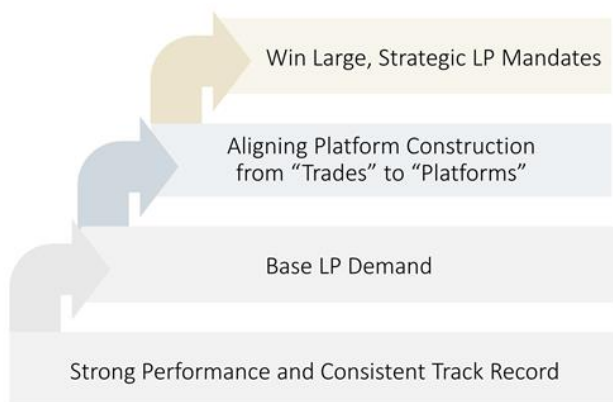 Win Large, Strategic LP Mandates
Aligning Platform Construction
from “Trades” to “Platforms”
Base LP Demand
Strong Performance and Consistent Track Record